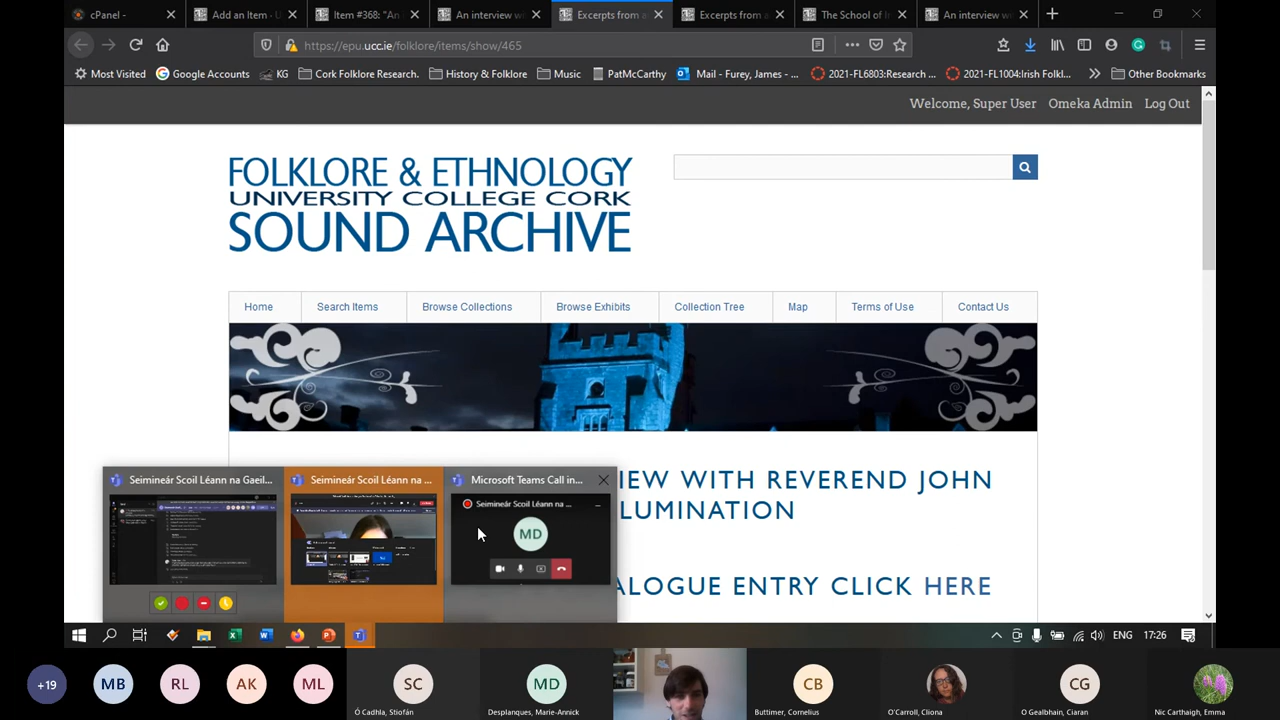 cPanel -
Add an Item - U
Item #368: "An
An interview wi
Excerpts from a
Excerpts from a
The School of Ir
An interview wi
https://epu.ucc.ie/folklore/items/show/465
Most Visited
Google Accounts
KG
Cork Folklore Research.
History & Folklore
Music
PatMcCarthy
Mail - Furey, James - ...
2021-FL6803:Research ...
2021-FL1004:Irish Folkl...
Other Bookmarks
Welcome, Super User
Omeka Admin
Log Out
FOLKLORE & ETHNOLOGY
UNIVERSITY COLLEGE CORK
SOUND ARCHIVE
Home
Search Items
Browse Collections
Browse Exhibits
Collection Tree
Map
Terms of Use
Contact Us
Seimineár Scoil Léann na Gaeil...
Seimineár Scoil Léann na ...
Microsoft Teams Call in...
Seimineár Scoil Léann na ...
MD
IEW WITH REVEREND JOHN
LUMINATION
ALOGUE ENTRY CLICK HERE
ENG
17:26
+19
MB
RL
AK
ML
SC
MD
CB
CG
Ó Cadhla, Stiofán
Desplanques, Marie-Annick
Buttimer, Cornelius
O'Carroll, Cliona
O Gealbhain, Ciaran
Nic Carthaigh, Emma